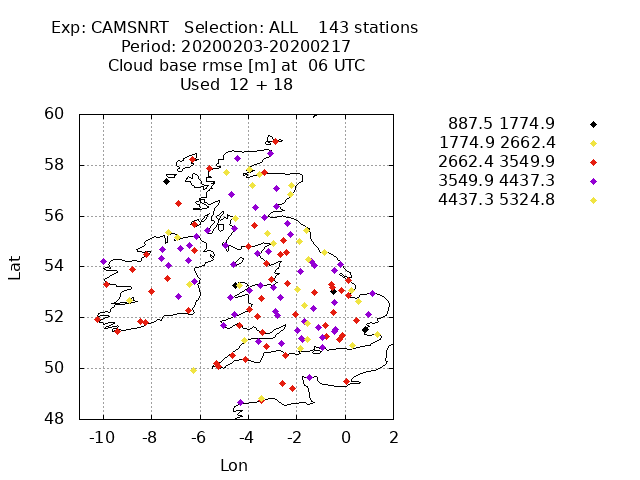 Exp: CAMSNRT Selection: ALL 143 stations
Period: 20200203-20200217
Cloud base rmse [m] at 06 UTC
Used 12 + 18
887.5 1774.9
1774.9 2662.4
2662.4 3549.9
3549.9 4437.3
4437.3 5324.8
60
58
56
54
52
50
48
Lat
-10 -8 -6 -4 -2 0 2
Lon